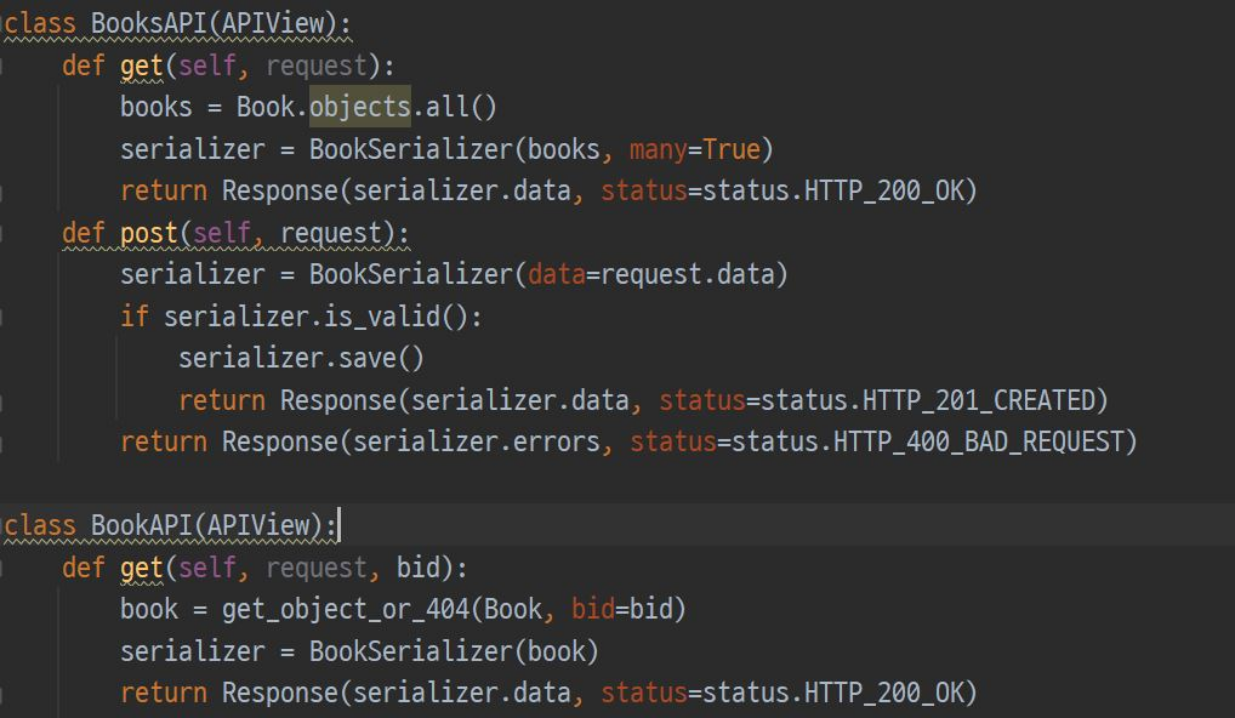 class BooksAPI(APIView):
    def get(self, request):
        books = Book.objects.all()
        serializer = BookSerializer(books, many=True)
        return Response(serializer.data, status=status.HTTP_200_OK)
    def post(self, request):
        serializer = BookSerializer(data=request.data)
        if serializer.is_valid():
            serializer.save()
            return Response(serializer.data, status=status.HTTP_201_CREATED)
        return Response(serializer.errors, status=status.HTTP_400_BAD_REQUEST)
class BookAPI(APIView):
    def get(self, request, bid):
        book = get_object_or_404(Book, bid=bid)
        serializer = BookSerializer(book)
        return Response(serializer.data, status=status.HTTP_200_OK)